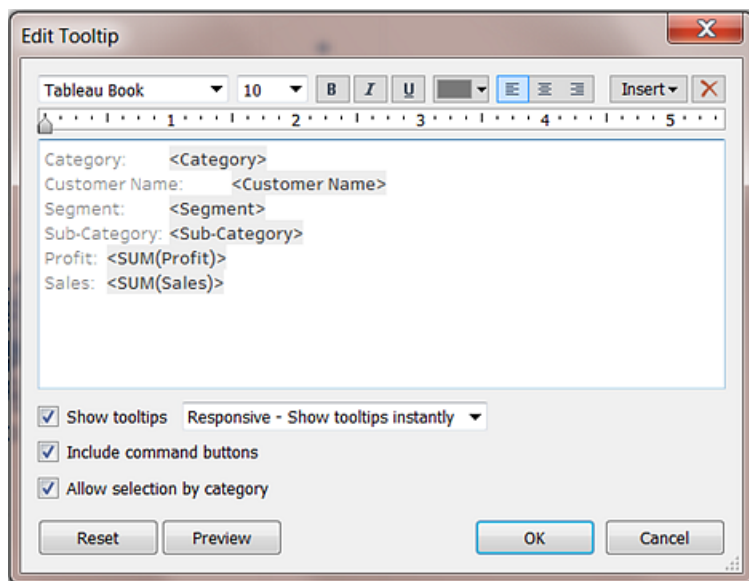 Edit Tooltip
Tableau Book 10 B I U Insert
1 2 3 4 5
Category: <Category>
Customer Name: <Customer Name>
Segment: <Segment>
Sub-Category: <Sub-Category>
Profit: <SUM(Profit)>
Sales: <SUM(Sales)>
Show tooltips Responsive - Show tooltips instantly
Include command buttons
Allow selection by category
Reset Preview OK Cancel